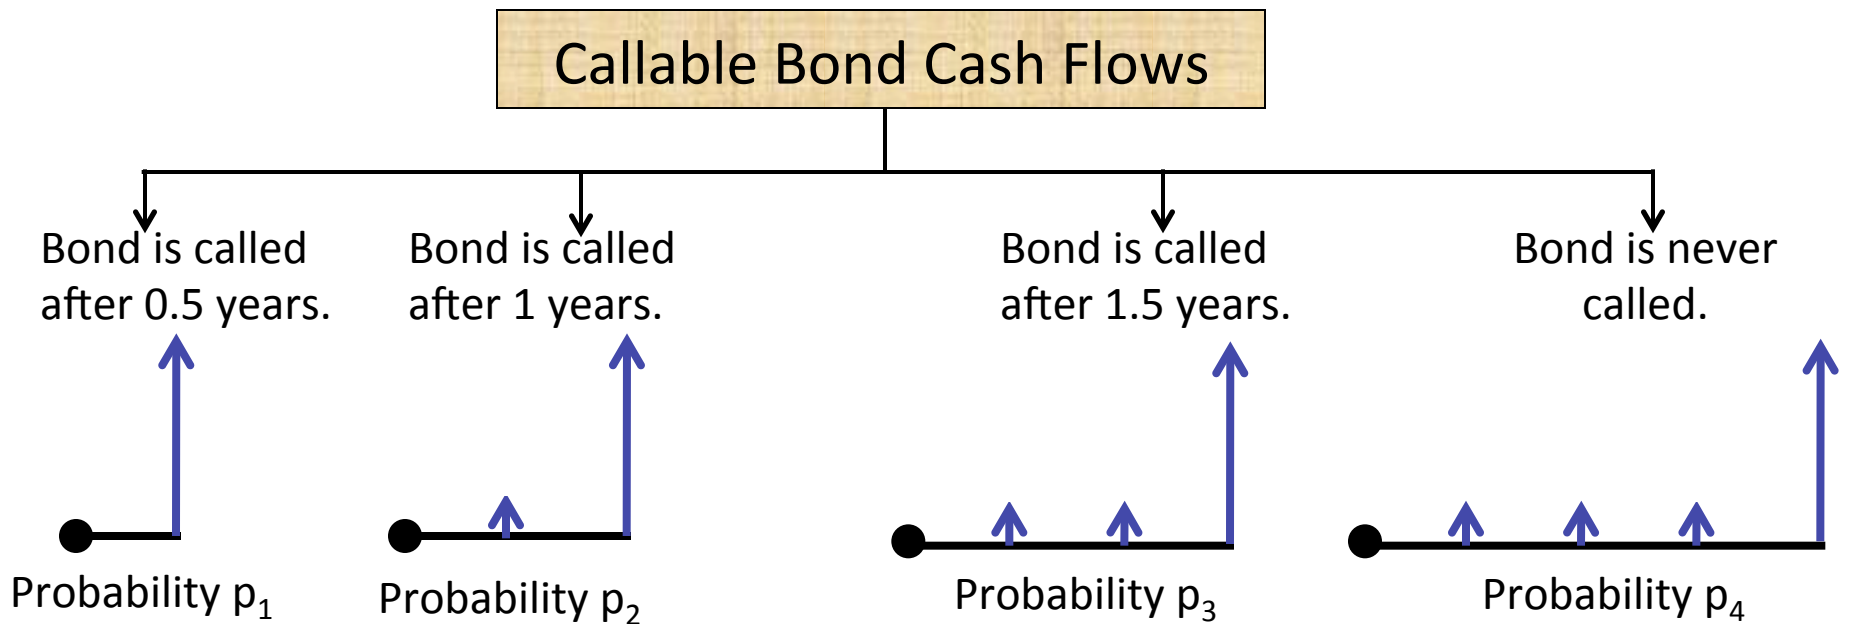 Callable Bond Cash Flows
Bond is called
after 0.5 years.
Bond is called
after 1 years.
Bond is called
after 1.5 years.
Bond is never
called.
Probability p₁
Probability p₂
Probability p₃
Probability p₄